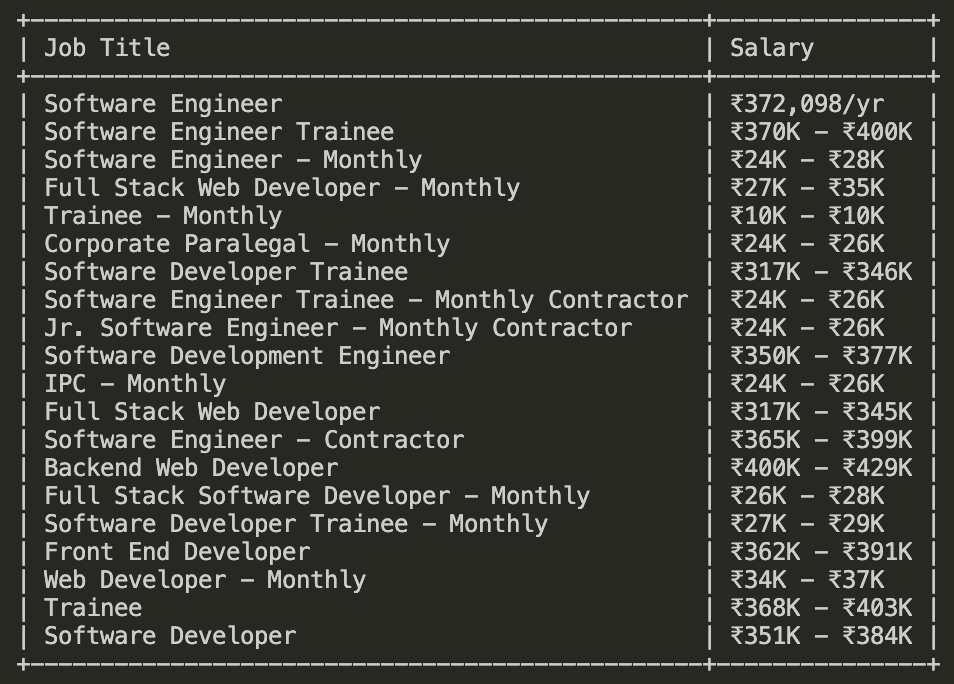 +————————————————————————————————————————————————+———————————————+
| Job Title | Salary |
+————————————————————————————————————————————————+———————————————+
| Software Engineer | ₹372,098/yr |
| Software Engineer Trainee | ₹370K – ₹400K |
| Software Engineer – Monthly | ₹24K – ₹28K |
| Full Stack Web Developer – Monthly | ₹27K – ₹35K |
| Trainee – Monthly | ₹10K – ₹10K |
| Corporate Paralegal – Monthly | ₹24K – ₹26K |
| Software Developer Trainee | ₹317K – ₹346K |
| Software Engineer Trainee – Monthly Contractor | ₹24K – ₹26K |
| Jr. Software Engineer – Monthly Contractor | ₹24K – ₹26K |
| Software Development Engineer | ₹350K – ₹377K |
| IPC – Monthly | ₹24K – ₹26K |
| Full Stack Web Developer | ₹317K – ₹345K |
| Software Engineer – Contractor | ₹365K – ₹399K |
| Backend Web Developer | ₹400K – ₹429K |
| Full Stack Software Developer – Monthly | ₹26K – ₹28K |
| Software Developer Trainee – Monthly | ₹27K – ₹29K |
| Front End Developer | ₹362K – ₹391K |
| Web Developer – Monthly | ₹34K – ₹37K |
| Trainee | ₹368K – ₹403K |
| Software Developer | ₹351K – ₹384K |
+————————————————————————————————————————————————+———————————————+